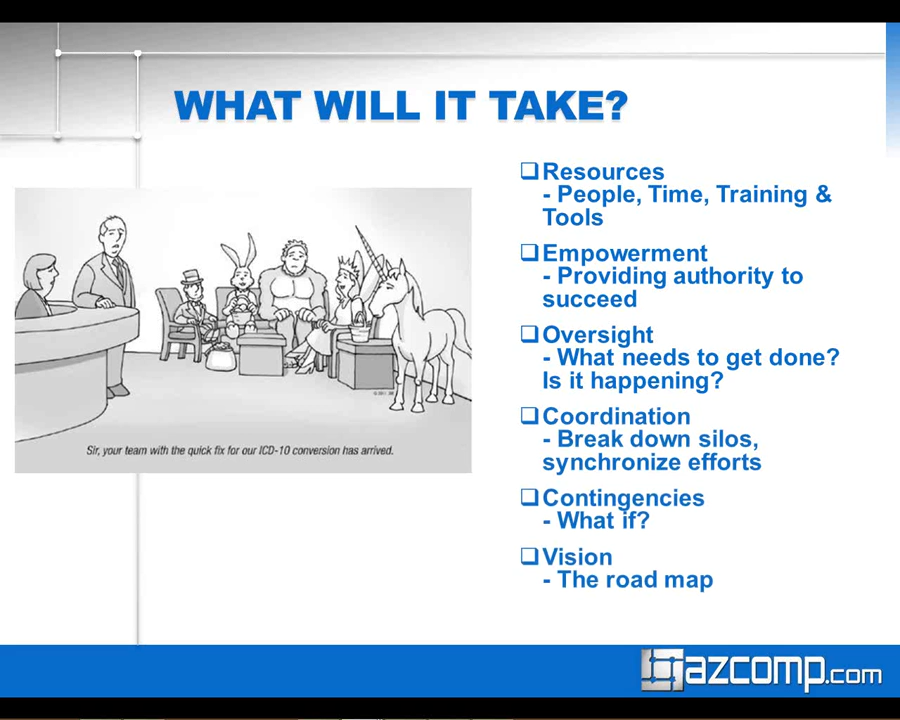 WHAT WILL IT TAKE?
Sir, your team with the quick fix for our ICD-10 conversion has arrived.
Resources
- People, Time, Training &
Tools
Empowerment
- Providing authority to
succeed
Oversight
- What needs to get done?
Is it happening?
Coordination
- Break down silos,
synchronize efforts
Contingencies
- What if?
Vision
- The road map
azcomp.com